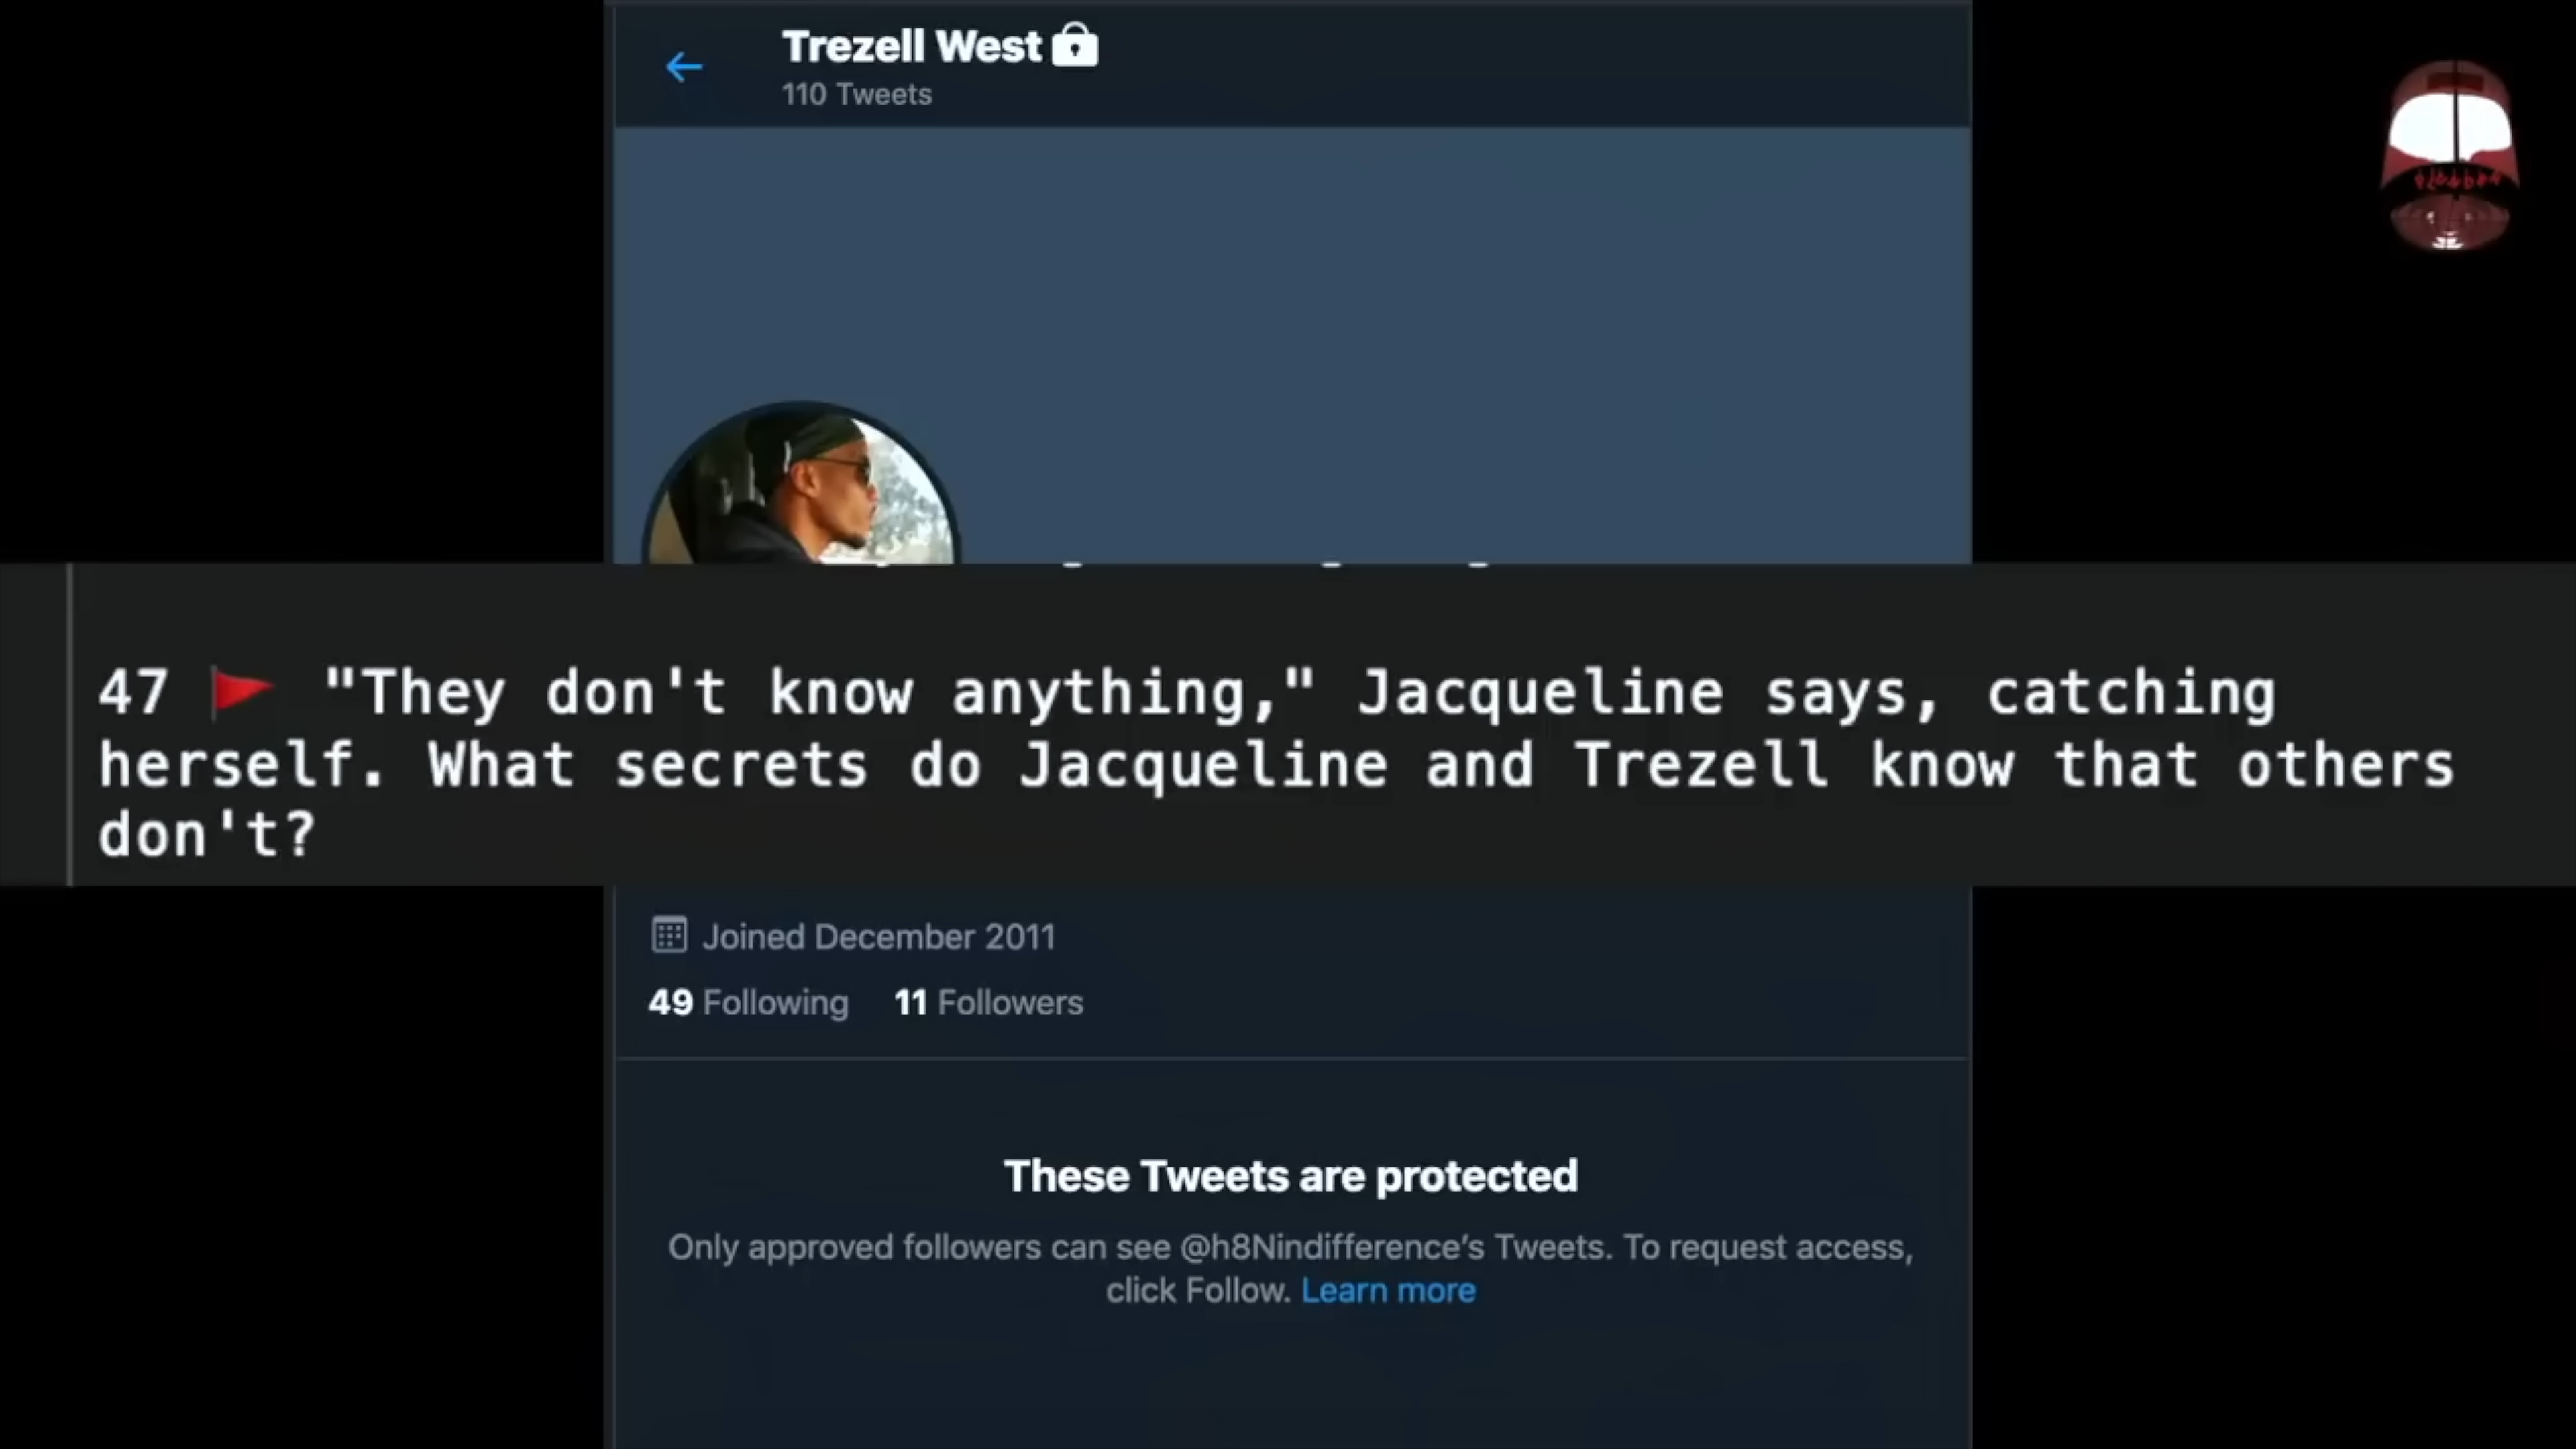 Trezell West
110 Tweets
47 🚩 "They don't know anything," Jacqueline says, catching
herself. What secrets do Jacqueline and Trezell know that others
don't?
Joined December 2011
49 Following 11 Followers
These Tweets are protected
Only approved followers can see @h8Nindifference's Tweets. To request access,
click Follow. Learn more